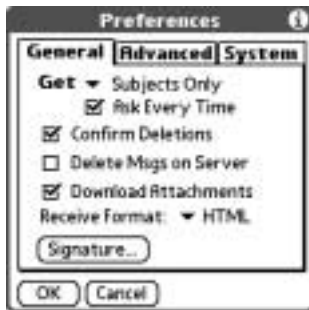 Preferences
General Advanced System
Get Subjects Only
Ask Every Time
Confirm Deletions
Delete Msgs on Server
Download Attachments
Receive Format: HTML
Signature...
OK Cancel